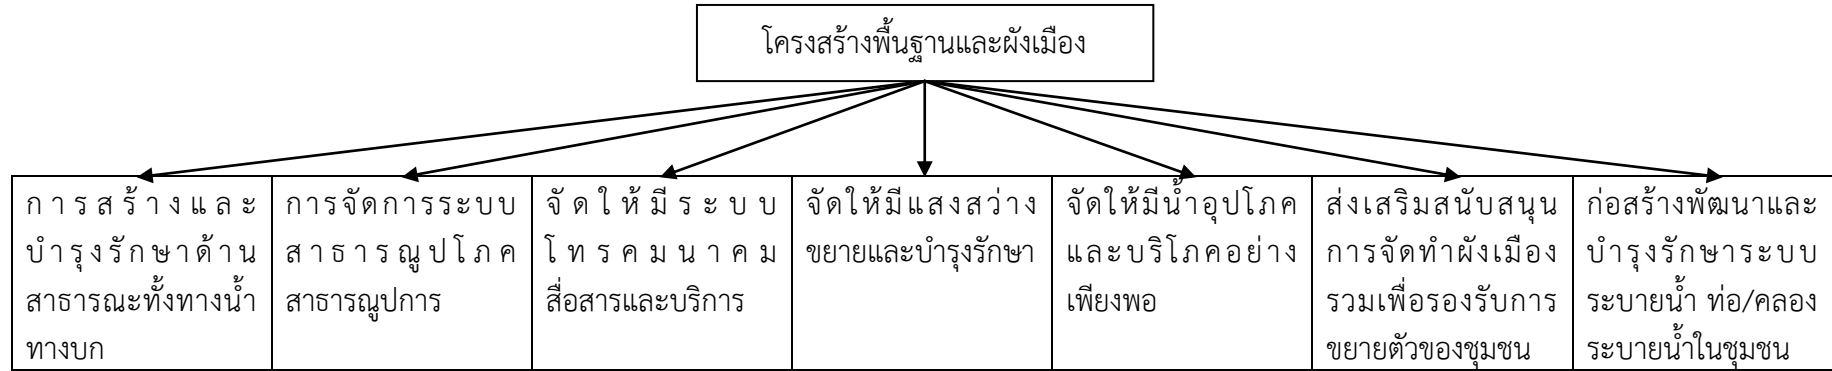 โครงสร้างพื้นฐานและผังเมือง
การสร้างและ
บำรุงรักษาด้าน
สาธารณะทั้งทางน้ำ
ทางบก
การจัดการระบบ
สาธารณูปโภค
สาธารณูปการ
จัดให้มีระบบ
โทรคมนาคม
สื่อสารและบริการ
จัดให้มีแสงสว่าง
ขยายและบำรุงรักษา
จัดให้มีน้ำอุปโภค
และบริโภคอย่าง
เพียงพอ
ส่งเสริมสนับสนุน
การจัดทำผังเมือง
รวมเพื่อรองรับการ
ขยายตัวของชุมชน
ก่อสร้างพัฒนาและ
บำรุงรักษาระบบ
ระบายน้ำ ท่อ/คลอง
ระบายน้ำในชุมชน